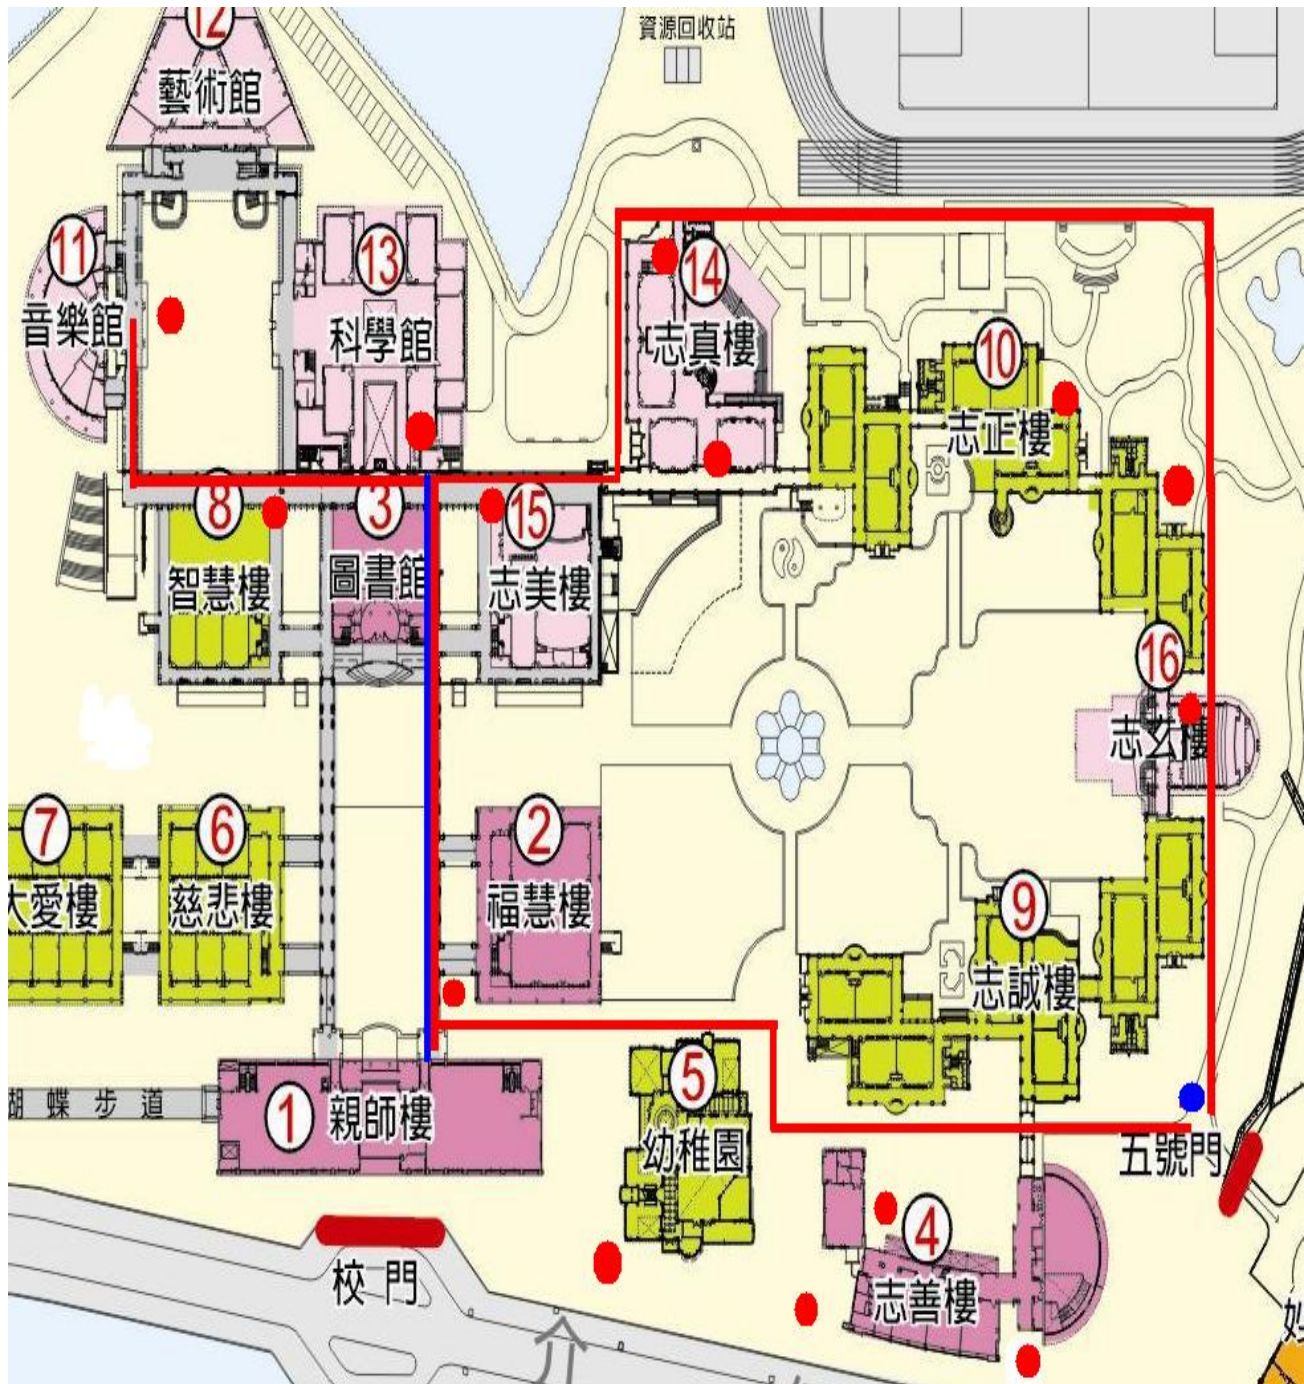 資源回收站
12
藝術館
11
音樂館
13
科學館
14
志真樓
10
志正樓
8
智慧樓
3
圖書館
15
志美樓
16
志玄樓
7
大愛樓
6
慈悲樓
2
福慧樓
9
志誠樓
5
幼稚園
1
親師樓
蝶步道
五號門
4
志善樓
校門